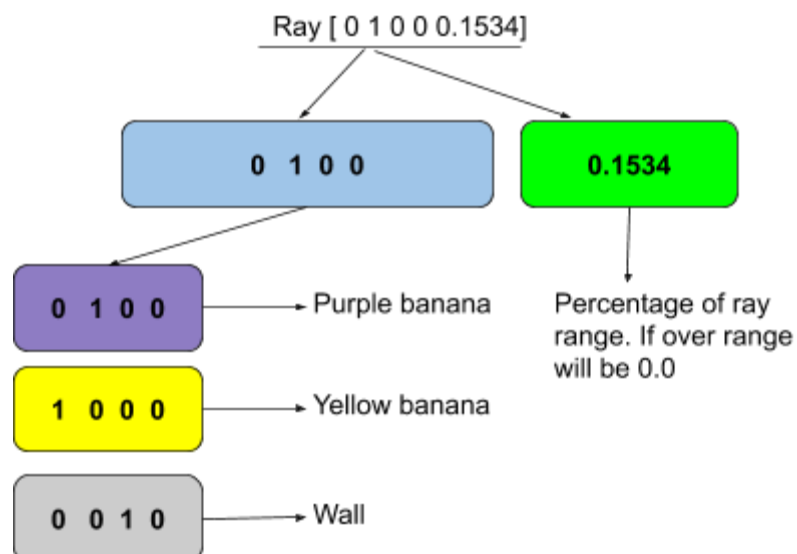 Ray [ 0 1 0 0 0.1534]
0 1 0 0
0.1534
0 1 0 0
Purple banana
Percentage of ray
range. If over range
will be 0.0
1 0 0 0
Yellow banana
0 0 1 0
Wall